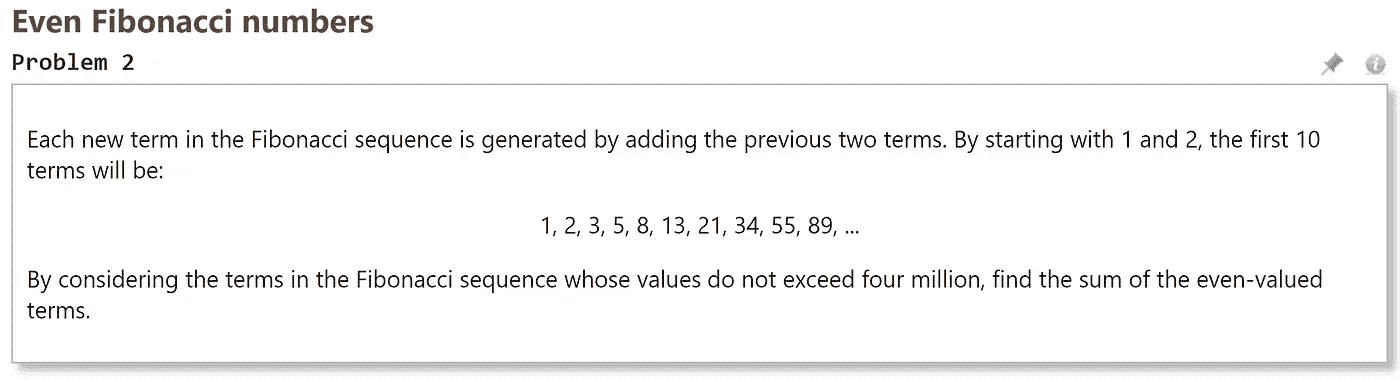 Even Fibonacci numbers
Problem 2
Each new term in the Fibonacci sequence is generated by adding the previous two terms. By starting with 1 and 2, the first 10
terms will be:
1, 2, 3, 5, 8, 13, 21, 34, 55, 89, ...
By considering the terms in the Fibonacci sequence whose values do not exceed four million, find the sum of the even-valued
terms.